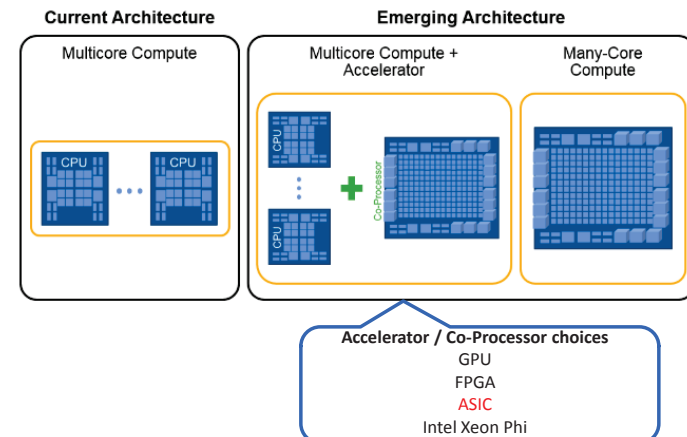 Current Architecture
Emerging Architecture
Multicore Compute
Multicore Compute +
Accelerator
Many-Core
Compute
CPU
CPU
CPU
CPU
Co-Processor
Accelerator / Co-Processor choices
GPU
FPGA
ASIC
Intel Xeon Phi